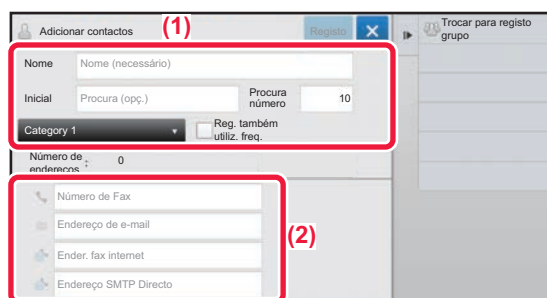 Adicionar contactos
(1)
Registo
Trocar para registo
grupo
Nome
Nome (necessário)
Inicial
Procura (opç.)
Procura
número
10
Category 1
Reg. também
utiliz. freq.
Número de
endereços
:
0
Número de Fax
Endereço de e-mail
(2)
Ender. fax internet
Endereço SMTP Directo